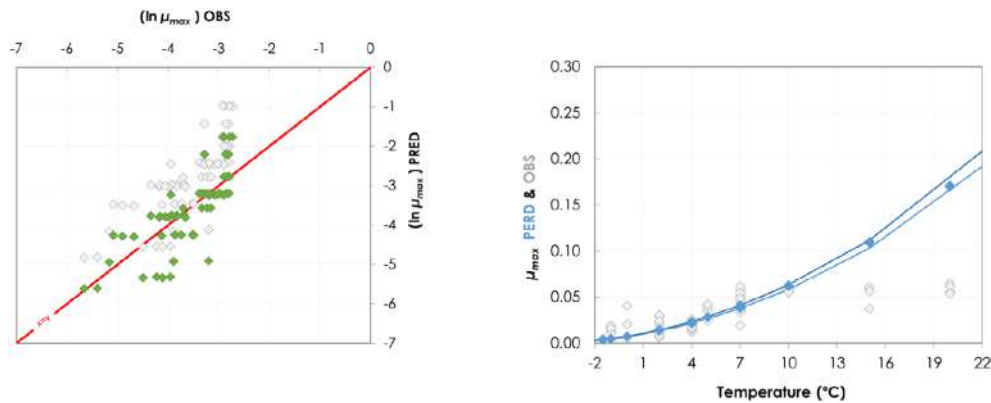 (ln μmax ) OBS
-7 -6 -5 -4 -3 -2 -1 0
0
-1
-2
-3
-4
-5
-6
-7
(ln μmax ) PRED
x=y
0.30
0.25
0.20
0.15
0.10
0.05
0.00
μmax PERD & OBS
-2 1 4 7 10 13 16 19 22
Temperature (°C)